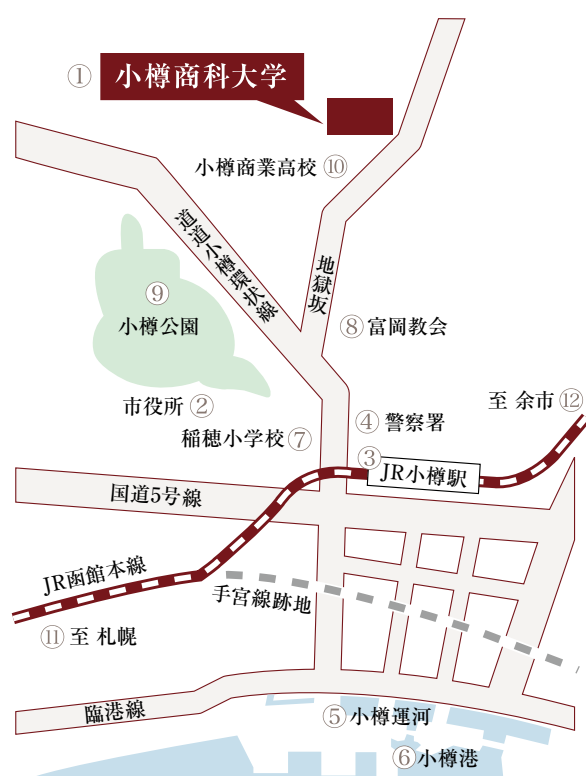 ① 小樽商科大学
小樽商業高校 ⑩
道道小樽環状線
地獄坂
⑨
小樽公園
⑧ 富岡教会
至 余市 ⑫
市役所 ②
④ 警察署
稲穂小学校 ⑦
③
JR小樽駅
国道5号線
JR函館本線
手宮線跡地
⑪ 至 札幌
臨港線
⑤ 小樽運河
⑥ 小樽港